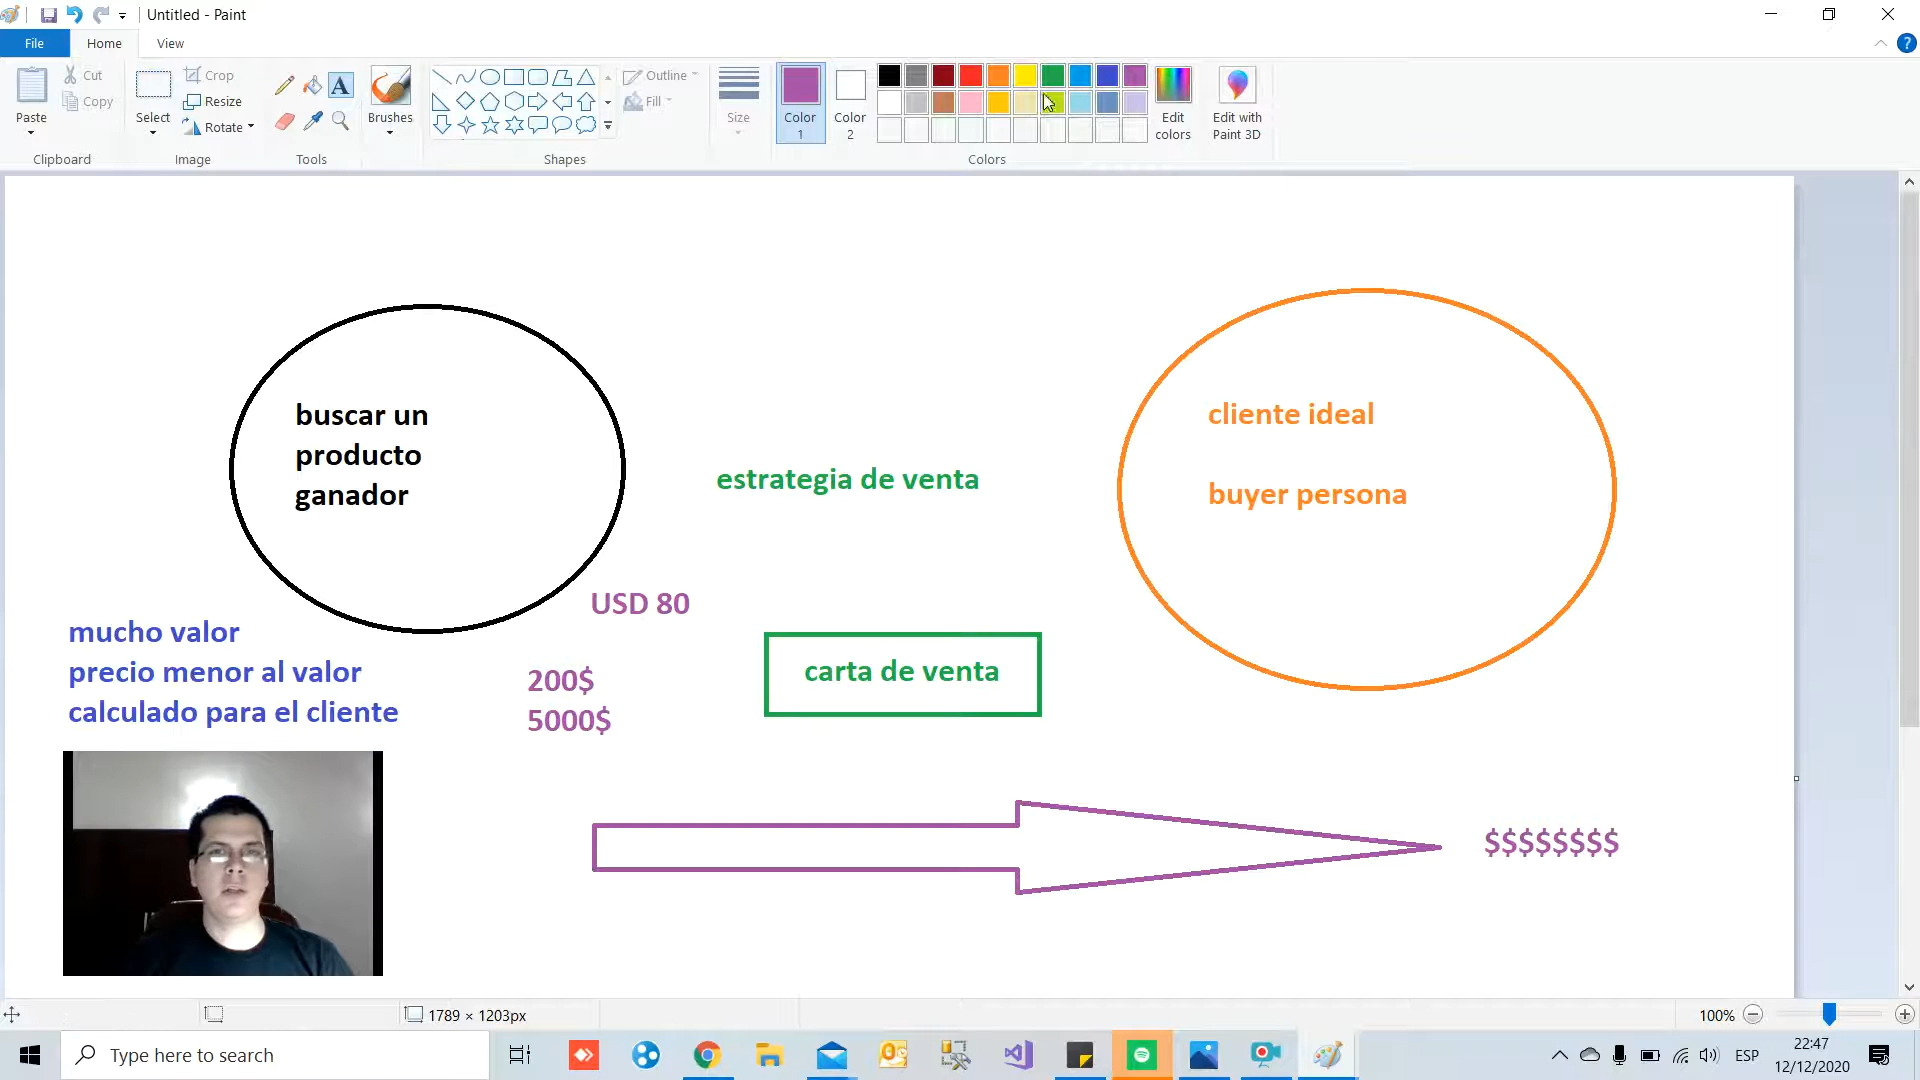 Untitled - Paint
File
Home
View
Paste
Cut
Copy
Clipboard
Select
Crop
Resize
Rotate
Image
Tools
Brushes
Shapes
Outline
Fill
Size
Color
1
Color
2
Edit
colors
Edit with
Paint 3D
Colors
buscar un
producto
ganador
estrategia de venta
cliente ideal
buyer persona
USD 80
mucho valor
precio menor al valor
calculado para el cliente
200$
5000$
carta de venta
$$$$$$$$
1789 × 1203px
100%
Type here to search
ESP
22:47
12/12/2020